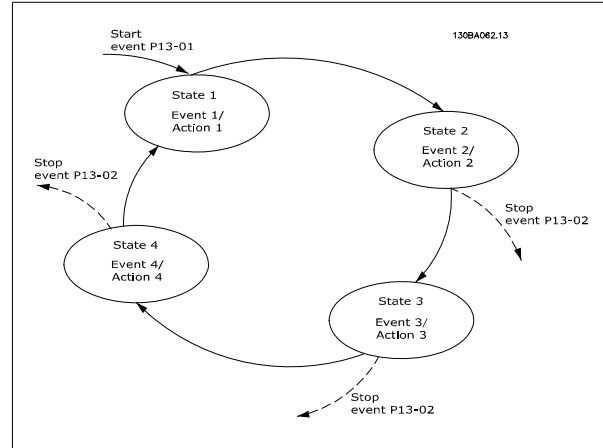 Start
event P13-01
130BA062.13
State 1
Event 1/
Action 1
State 2
Event 2/
Action 2
Stop
event P13-02
Stop
event P13-02
State 4
Event 4/
Action 4
State 3
Event 3/
Action 3
Stop
event P13-02